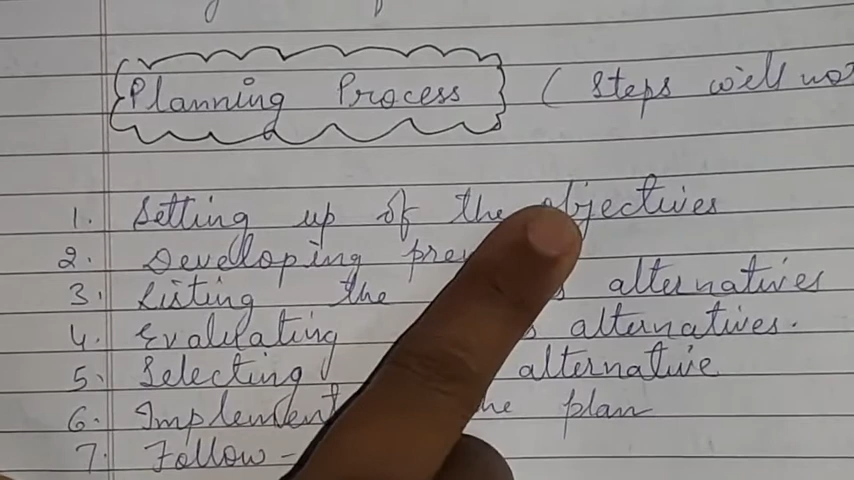 Planning Process (Steps will not
1. Setting up of the objectives
2. Developing
3. Listing the alternatives
4. Evaluating alternatives.
5. Selecting alternative
6. the plan
7. Follow-